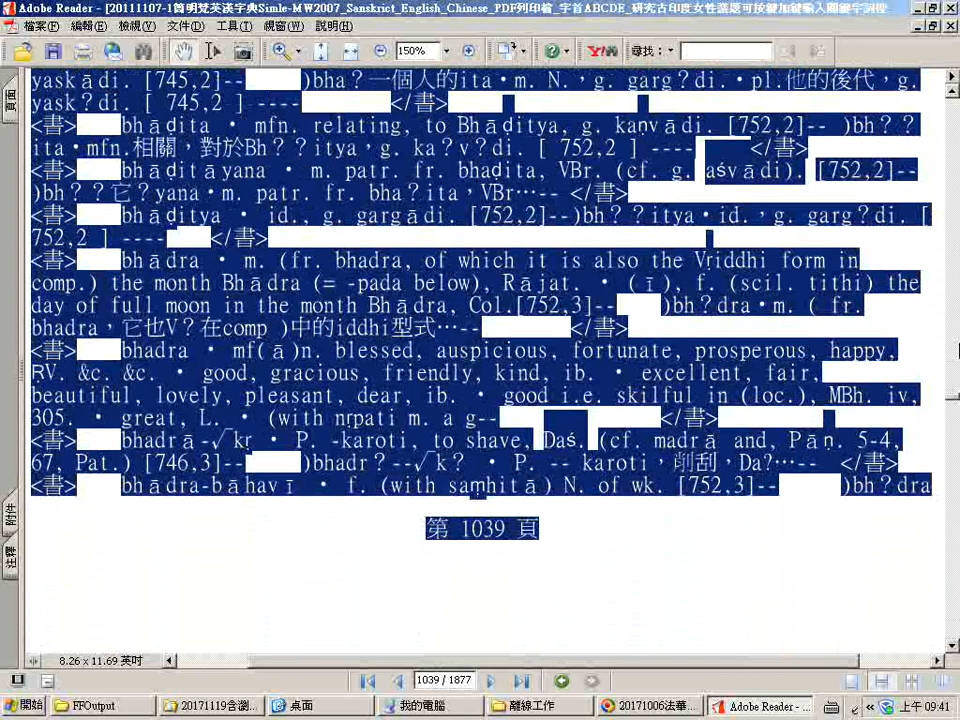 Adobe Reader - [20111107-1簡明梵英漢字典Simle-MW2007_Sanskrict_English_Chinese_PDF列印檔_字首ABCDE_研究古印度女性議題可按鍵輸入關鍵字詞搜
檔案(F) 編輯(E) 檢視(V) 文件(D) 工具(T) 視窗(W) 說明(H)
150% 尋找:
頁面
附件
注釋
yaskādi. [745,2]-- )bha?一個人的ita‧m. N.,g. garg?di.‧pl.他的後代,g.
yask?di. [ 745,2 ] ---- </書>
<書> bhāḍita ‧ mfn. relating, to Bhāḍitya, g. kaṇvādi. [752,2]-- )bh??
ita‧mfn.相關,對於Bh??itya,g. ka?v?di. [ 752,2 ] ---- </書>
<書> bhāḍitāyana ‧ m. patr. fr. bhaḍita, VBr. (cf. g. aśvādi). [752,2]--
)bh??它?yana‧m. patr. fr. bha?ita,VBr…-- </書>
<書> bhāḍitya ‧ id., g. gargādi. [752,2]--)bh??itya‧id.,g. garg?di. [
752,2 ] ---- </書>
<書> bhādra ‧ m. (fr. bhadra, of which it is also the Vṛiddhi form in
comp.) the month Bhādra (= -pada below), Rājat. ‧ (ī), f. (scil. tithi) the
day of full moon in the month Bhādra, Col.[752,3]-- )bh?dra‧m. ( fr.
bhadra,它也V?在comp )中的iddhi型式…-- </書>
<書> bhadra ‧ mf(ā)n. blessed, auspicious, fortunate, prosperous, happy,
RV. &c. &c. ‧ good, gracious, friendly, kind, ib. ‧ excellent, fair,
beautiful, lovely, pleasant, dear, ib. ‧ good i.e. skilful in (loc.), MBh. iv,
305. ‧ great, L. ‧ (with nṛpati m. a g-- </書>
<書> bhadrā-√kṛ ‧ P. -karoti, to shave, Daś. (cf. madrā and, Pāṇ. 5-4,
67, Pat.) [746,3]-- )bhadr?--√k? ‧ P. -- karoti,削刮,Da?…-- </書>
<書> bhādra-bāhavī ‧ f. (with saṃhitā) N. of wk. [752,3]-- )bh?dra
第 1039 頁
8.26 x 11.69 英吋
1039 / 1877
開始 FFOutput 20171119含瀏... 桌面 我的電腦 離線工作 20171006法華... Adobe Reader - [... 上午 09:41